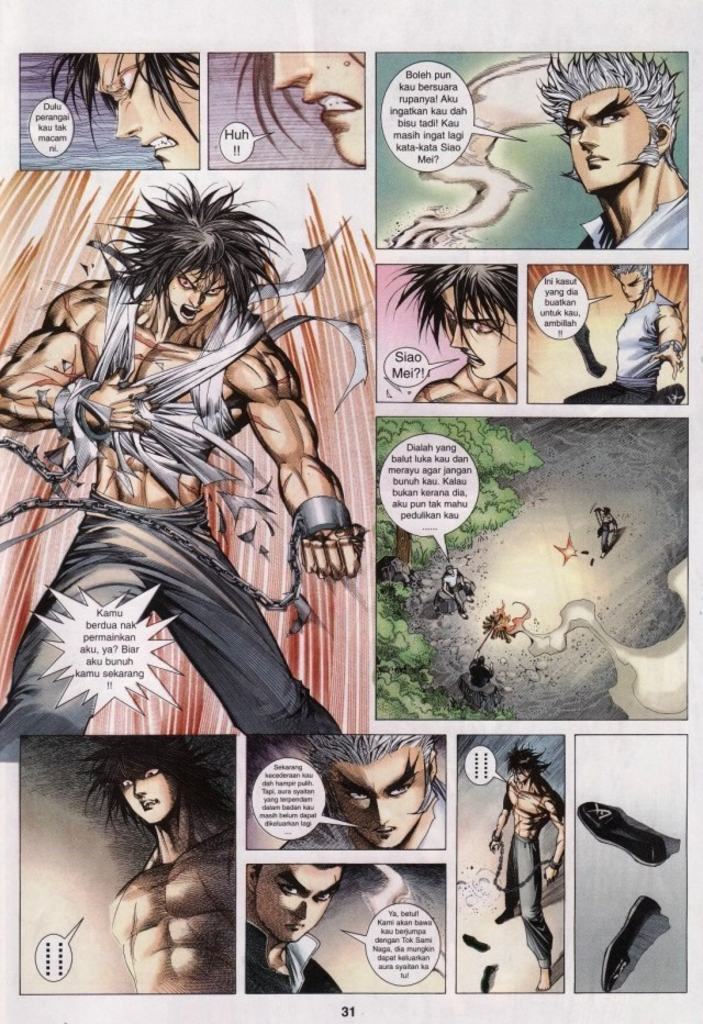 Dulu
perangai
kau tak
macam
ni.
Huh
!!
Boleh pun
kau bersuara
rupanya! Aku
ingatkan kau dah
bisu tadi! Kau
masih ingat lagi
kata-kata Siao
Mei?
Siao
Mei?!
Ini kasut
yang dia
buatkan
untuk kau,
ambillah
!!
Kamu
berdua nak
permainkan
aku, ya? Biar
aku bunuh
kamu sekarang
!!
Dialah yang
balut luka kau dan
merayu agar jangan
bunuh kau. Kalau
bukan kerana dia,
aku pun tak mahu
pedulikan kau
......
Sekarang
kecederaan kau
dah hampir pulih.
Tapi, aura syaitan
yang terpendam
dalam badan kau
masih belum dapat
dikeluarkan lagi
....
Ya, betul!
Kami akan bawa
kau berjumpa
dengan Tok Sami
Naga, dia mungkin
dapat keluarkan
aura syaitan ka
tu!
31